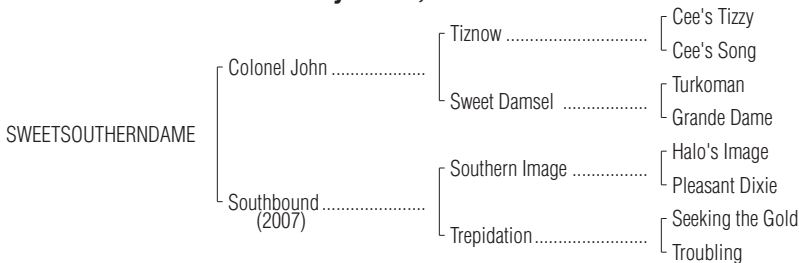 Cee's Tizzy
Tiznow ................................
Cee's Song
Colonel John .....................
Turkoman
Sweet Damsel ...................
Grande Dame
SWEETSOUTHERNDAME
Halo's Image
Southern Image .................
Pleasant Dixie
Southbound .......................
(2007)
Seeking the Gold
Trepidation.........................
Troubling